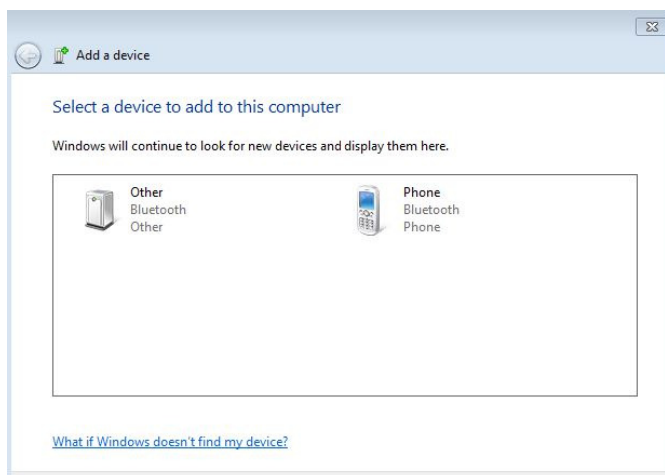 Add a device
Select a device to add to this computer
Windows will continue to look for new devices and display them here.
Other
Bluetooth
Other
Phone
Bluetooth
Phone
What if Windows doesn't find my device?